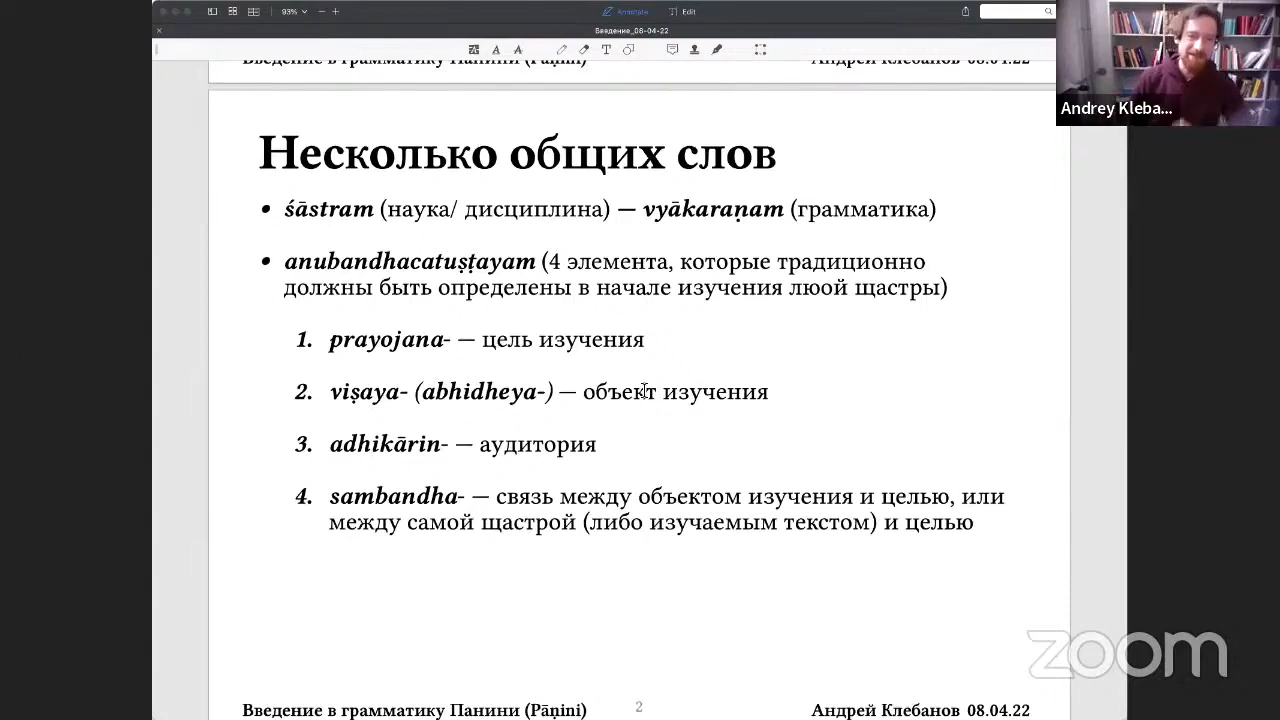 93%
Annotate
Edit
Введение_08-04-22
Введение в грамматику Панини (Pāṇini)
Андрей Клебанов 08.04.22
Andrey Kleba...
Несколько общих слов
• śāstram (наука/ дисциплина) — vyākaraṇam (грамматика)
• anubandhacatuṣṭayam (4 элемента, которые традиционно
должны быть определены в начале изучения люой щастры)
1. prayojana- — цель изучения
2. viṣaya- (abhidheya-) — объект изучения
3. adhikārin- — аудитория
4. sambandha- — связь между объектом изучения и целью, или
между самой щастрой (либо изучаемым текстом) и целью
zoom
Введение в грамматику Панини (Pāṇini)
2
Андрей Клебанов 08.04.22